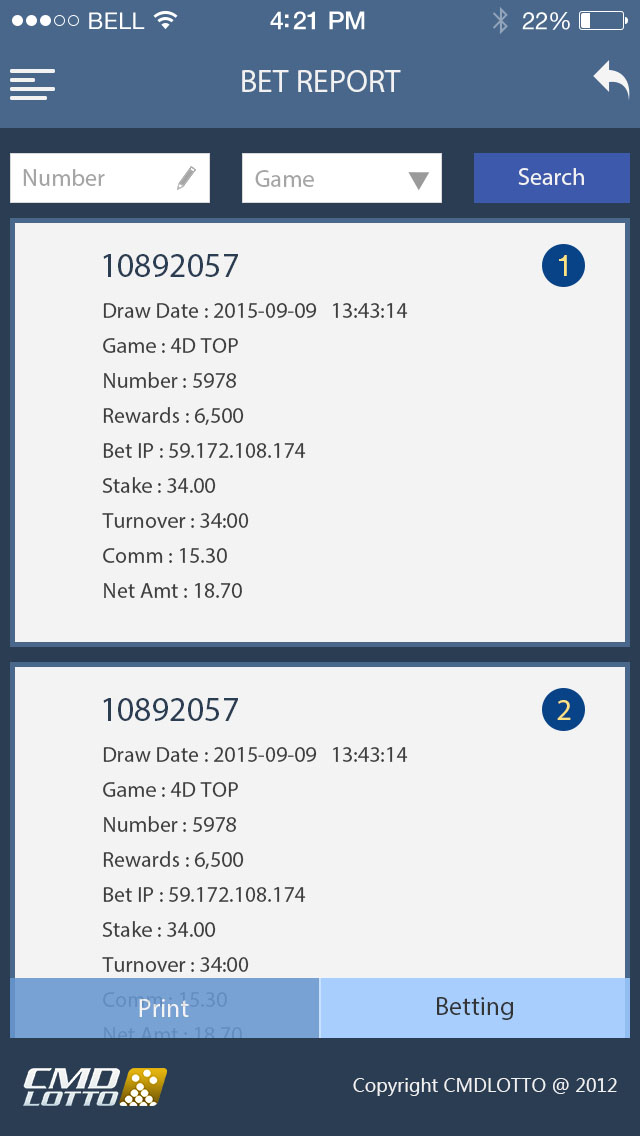 BELL 4:21 PM 22%
BET REPORT
Number Game Search
10892057 1
Draw Date : 2015-09-09 13:43:14
Game : 4D TOP
Number : 5978
Rewards : 6,500
Bet IP : 59.172.108.174
Stake : 34.00
Turnover : 34:00
Comm : 15.30
Net Amt : 18.70
10892057 2
Draw Date : 2015-09-09 13:43:14
Game : 4D TOP
Number : 5978
Rewards : 6,500
Bet IP : 59.172.108.174
Stake : 34.00
Turnover : 34:00
Comm : 15.30
Print Betting
Net Amt : 18.70
CMD
LOTTO
Copyright CMDLOTTO @ 2012